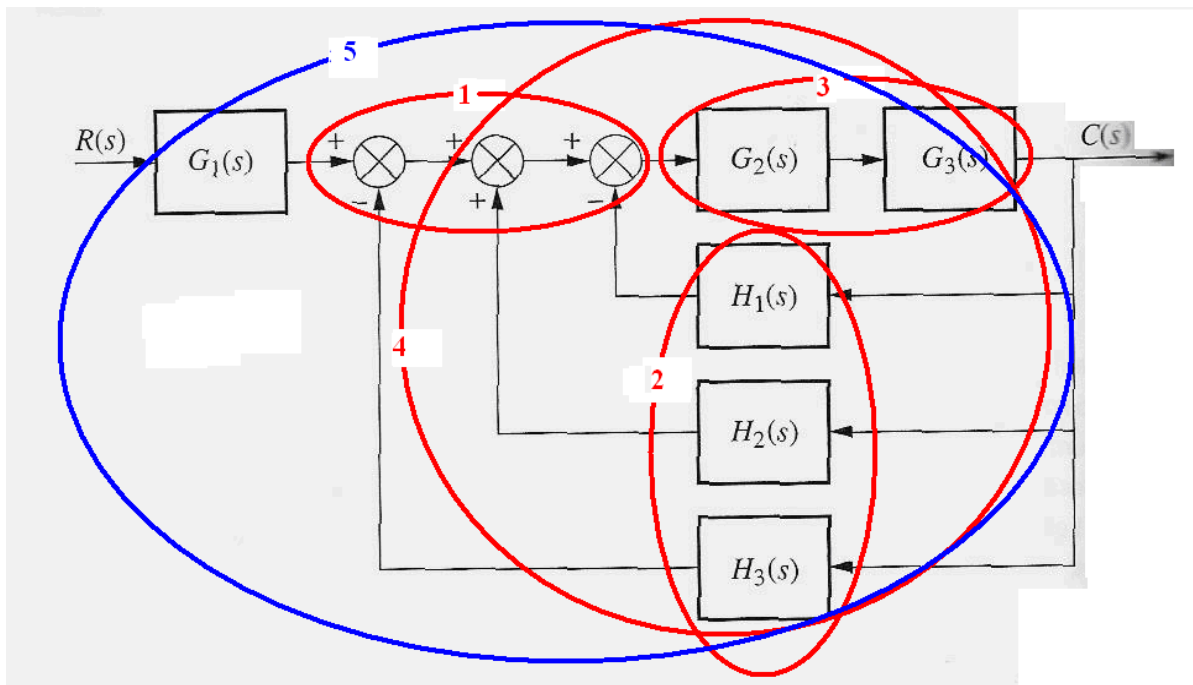 5
1
3
R(s)
G₁(s)
+
+
+
G₂(s)
G₃(s)
C(s)
−
+
−
H₁(s)
4
2
H₂(s)
H₃(s)